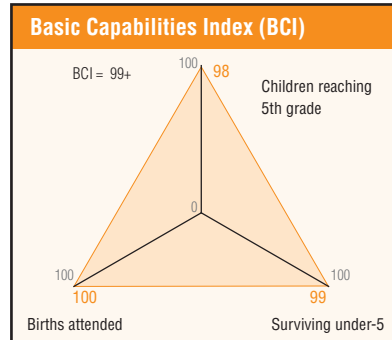 Basic Capabilities Index (BCI)
BCI = 99+
100
98
Children reaching
5th grade
0
100
100
100
99
Births attended
Surviving under-5